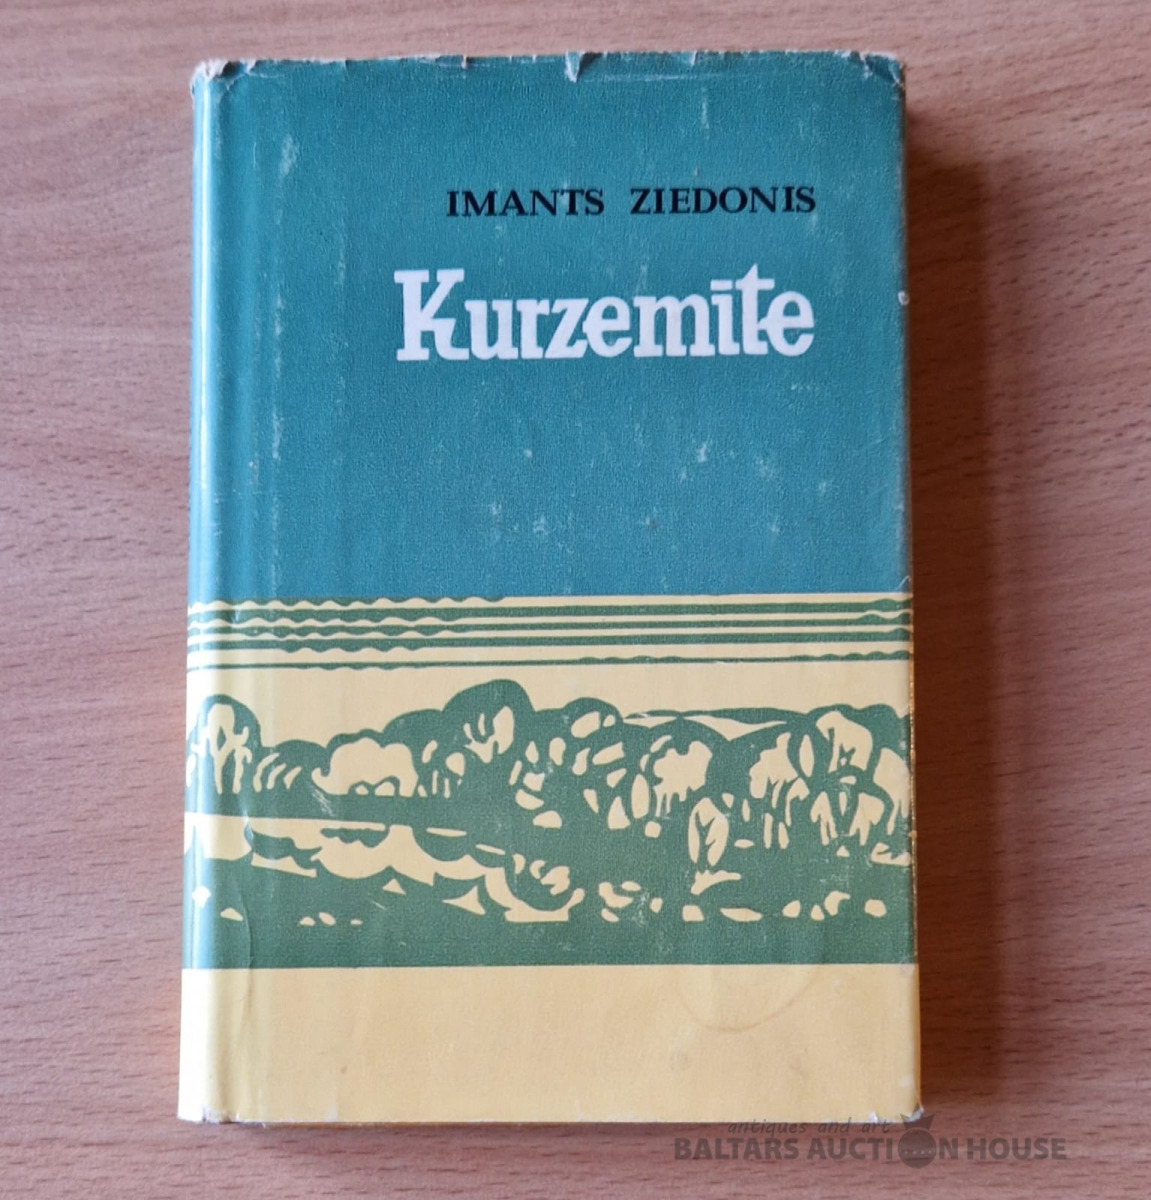 IMANTS ZIEDONIS
Kurzemīte
antiques and art
BALTARS AUCTION HOUSE